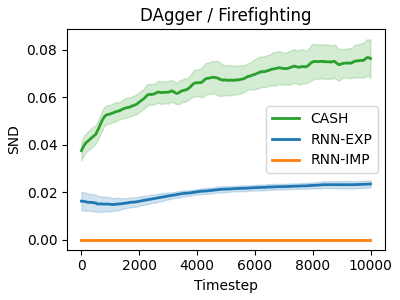 DAgger / Firefighting
SND
0.08
0.06
0.04
0.02
0.00
CASH
RNN-EXP
RNN-IMP
0 2000 4000 6000 8000 10000
Timestep